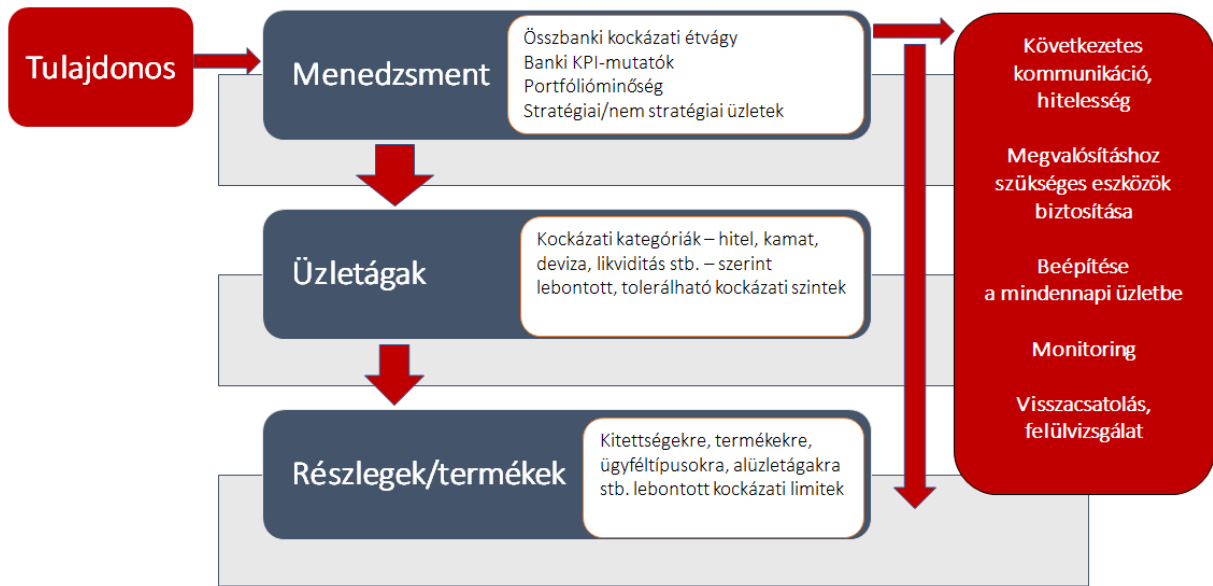 Tulajdonos
Menedzsment
Összbanki kockázati étvágy
Banki KPI-mutatók
Portfólióminőség
Stratégiai/nem stratégiai üzletek
Üzletágak
Kockázati kategóriák – hitel, kamat,
deviza, likviditás stb. – szerint
lebontott, tolerálható kockázati szintek
Részlegek/termékek
Kitettségekre, termékekre,
ügyféltípusokra, alüzletágakra
stb. lebontott kockázati limitek
Következetes
kommunikáció,
hitelesség
Megvalósításhoz
szükséges eszközök
biztosítása
Beépítése
a mindennapi üzletbe
Monitoring
Visszacsatolás,
felülvizsgálat